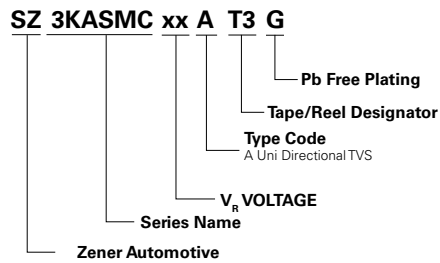 SZ 3KASMC xx A T3 G
Pb Free Plating
Tape/Reel Designator
Type Code
A Uni Directional TVS
VR VOLTAGE
Series Name
Zener Automotive